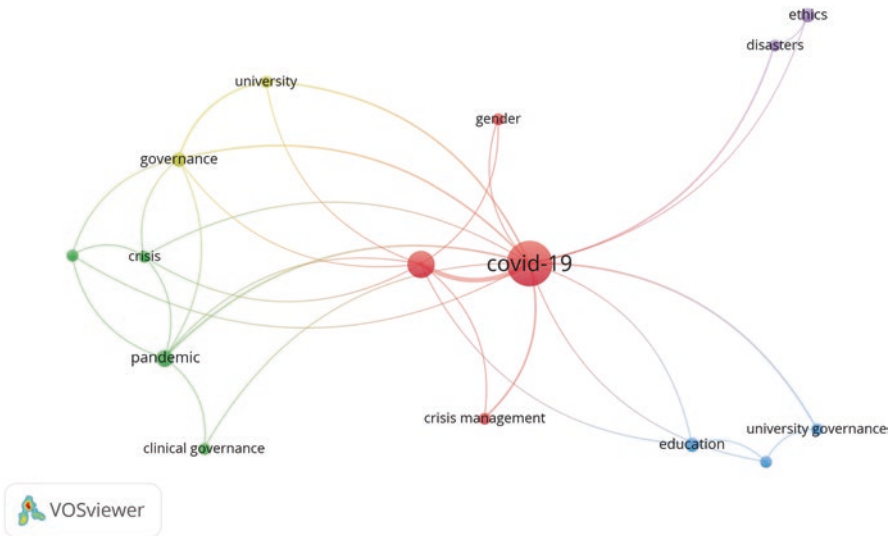 ethics
disasters
university
gender
governance
crisis
covid-19
pandemic
crisis management
university governance
education
clinical governance
VOSviewer